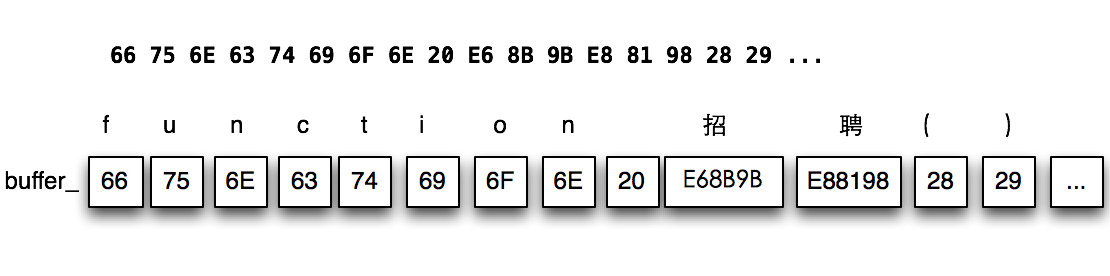 66 75 6E 63 74 69 6F 6E 20 E6 8B 9B E8 81 98 28 29 ...
f u n c t i o n 招 聘 ( )
buffer_ 66 75 6E 63 74 69 6F 6E 20 E68B9B E88198 28 29 ...